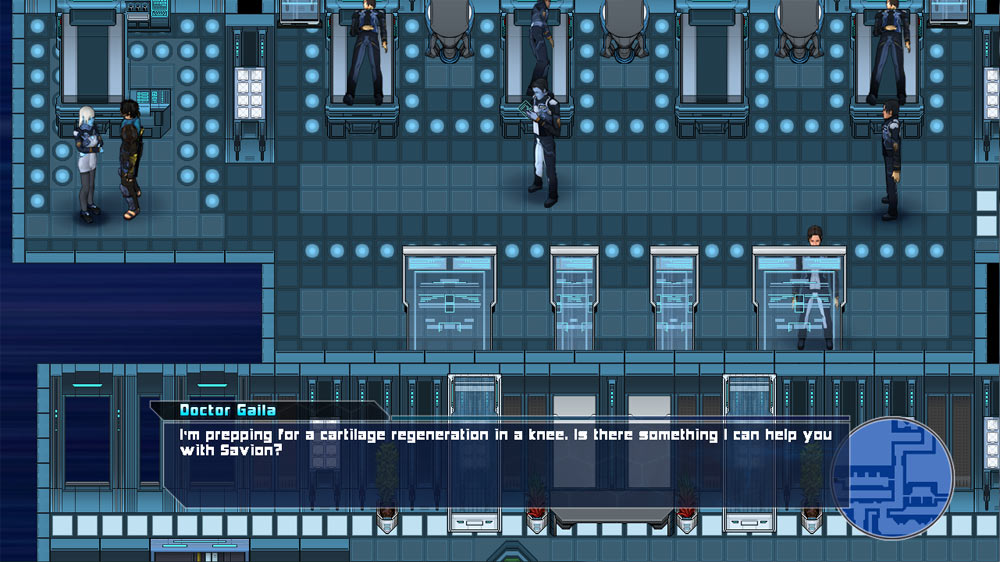 Doctor Gaila
I'm prepping for a cartilage regeneration in a knee. Is there something I can help you
with Savion?